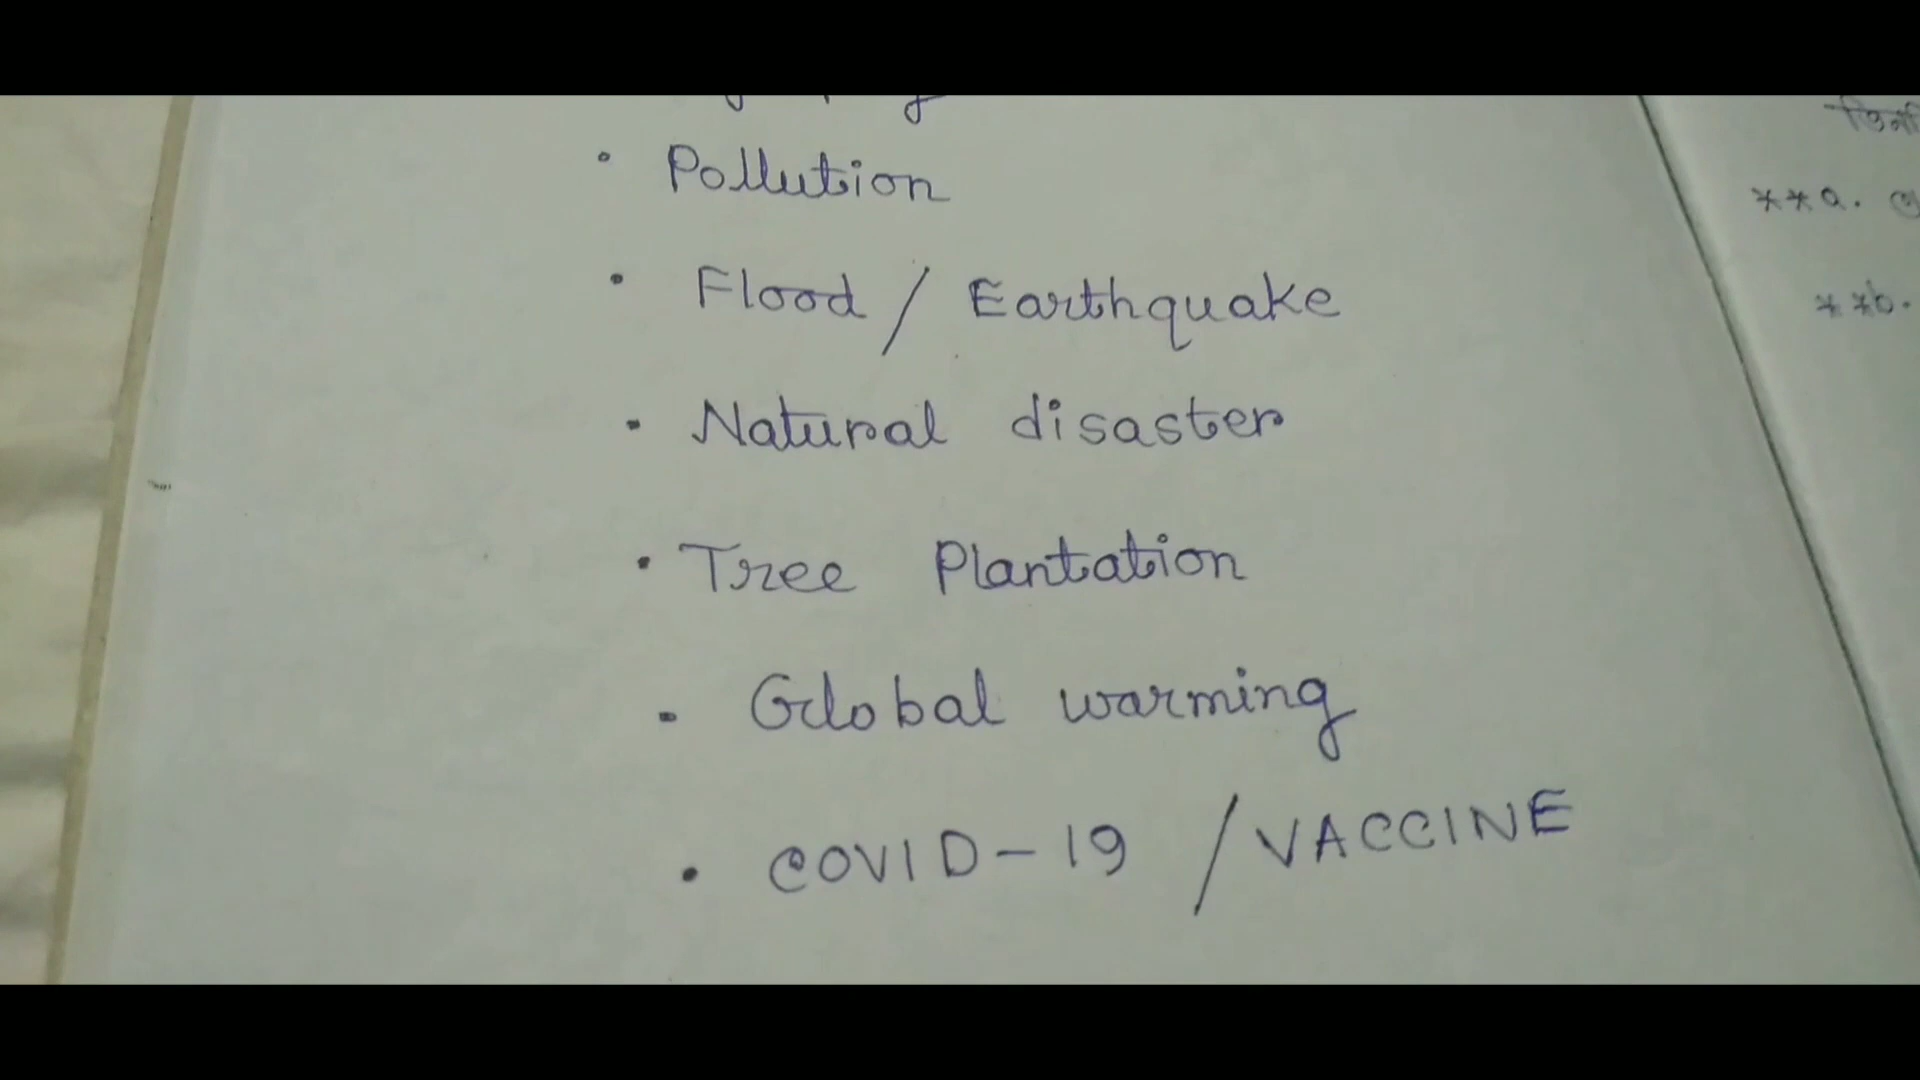 • Pollution
• Flood / Earthquake
• Natural disaster
• Tree Plantation
• Global warming
• COVID-19 / VACCINE
**a.
**b.